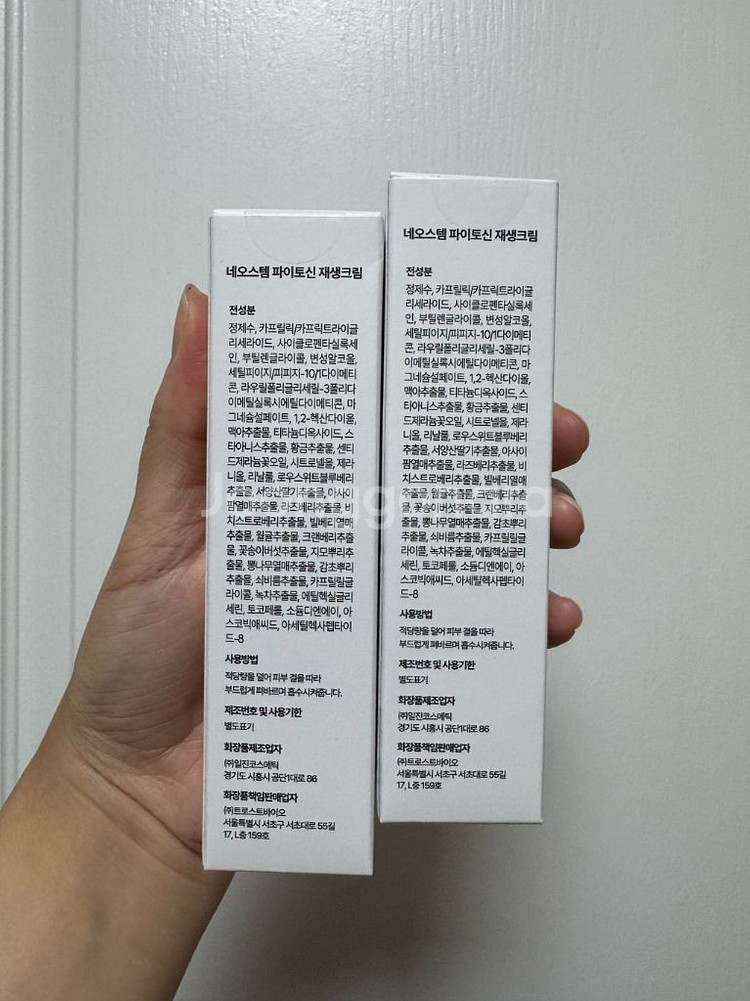 네오스템 파이토신 재생크림
전성분
정제수, 카프릴릭/카프릭트라이글
리세라이드, 사이클로펜타실록세
인, 부틸렌글라이콜, 변성알코올,
세틸피이지/피피지-10/1다이메티
콘, 라우릴폴리글리세릴-3폴리다
이메틸실록시에틸다이메티콘, 마
그네슘설페이트, 1,2-헥산다이올,
맥아추출물, 티타늄디옥사이드, 스
타아니스추출물, 황금추출물, 센티
드제라늄꽃오일, 시트로넬올, 제라
니올, 리날룰, 로우스위트블루베리
추출물, 서양산딸기추출물, 아사이
팜열매추출물, 라즈베리추출물, 비
치스트로베리추출물, 빌베리열매
추출물, 월귤추출물, 크랜베리추출
물, 꽃송이버섯추출물, 지모뿌리추
출물, 뽕나무열매추출물, 감초뿌리
추출물, 쇠비름추출물, 카프릴릴글
라이콜, 녹차추출물, 에틸헥실글리
세린, 토코페롤, 소듐디엔에이, 아
스코빅애씨드, 아세틸헥사펩타이
드-8
사용방법
적당량을 덜어 피부 결을 따라
부드럽게 펴바르며 흡수시켜줍니다.
제조번호 및 사용기한
별도표기
화장품제조업자
㈜일진코스메틱
경기도 시흥시 공단1대로 86
화장품책임판매업자
㈜트로스트바이오
서울특별시 서초구 서초대로 55길
17, L층 159호
네오스템 파이토신 재생크림
전성분
정제수, 카프릴릭/카프릭트라이글
리세라이드, 사이클로펜타실록세
인, 부틸렌글라이콜, 변성알코올,
세틸피이지/피피지-10/1다이메티
콘, 라우릴폴리글리세릴-3폴리다
이메틸실록시에틸다이메티콘, 마
그네슘설페이트, 1,2-헥산다이올,
맥아추출물, 티타늄디옥사이드, 스
타아니스추출물, 황금추출물, 센티
드제라늄꽃오일, 시트로넬올, 제라
니올, 리날룰, 로우스위트블루베리
추출물, 서양산딸기추출물, 아사이
팜열매추출물, 라즈베리추출물, 비
치스트로베리추출물, 빌베리열매
추출물, 월귤추출물, 크랜베리추출
물, 꽃송이버섯추출물, 지모뿌리추
출물, 뽕나무열매추출물, 감초뿌리
추출물, 쇠비름추출물, 카프릴릴글
라이콜, 녹차추출물, 에틸헥실글리
세린, 토코페롤, 소듐디엔에이, 아
스코빅애씨드, 아세틸헥사펩타이
드-8
사용방법
적당량을 덜어 피부 결을 따라
부드럽게 펴바르며 흡수시켜줍니다.
제조번호 및 사용기한
별도표기
화장품제조업자
㈜일진코스메틱
경기도 시흥시 공단1대로 86
화장품책임판매업자
㈜트로스트바이오
서울특별시 서초구 서초대로 55길
17, L층 159호